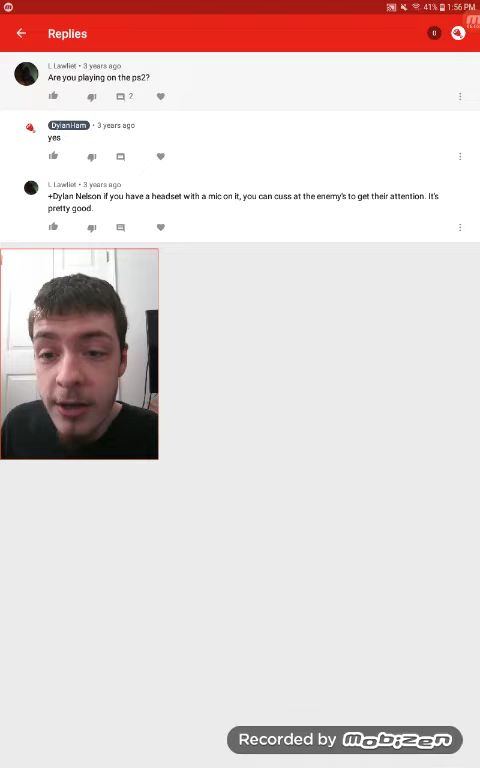 41% 1:56 PM
Replies
0
L Lawliet • 3 years ago
Are you playing on the ps2?
2
DylanHam • 3 years ago
yes
L Lawliet • 3 years ago
+Dylan Nelson if you have a headset with a mic on it, you can cuss at the enemy's to get their attention. It's
pretty good.
Recorded by mobizen